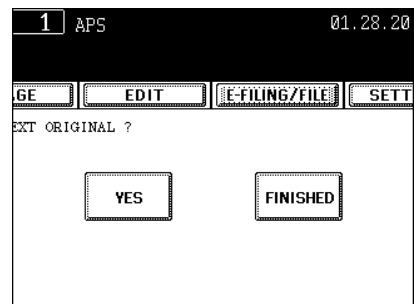 1 APS 01.28.20
.GE EDIT E-FILING/FILE SETT
EXT ORIGINAL ?
YES FINISHED